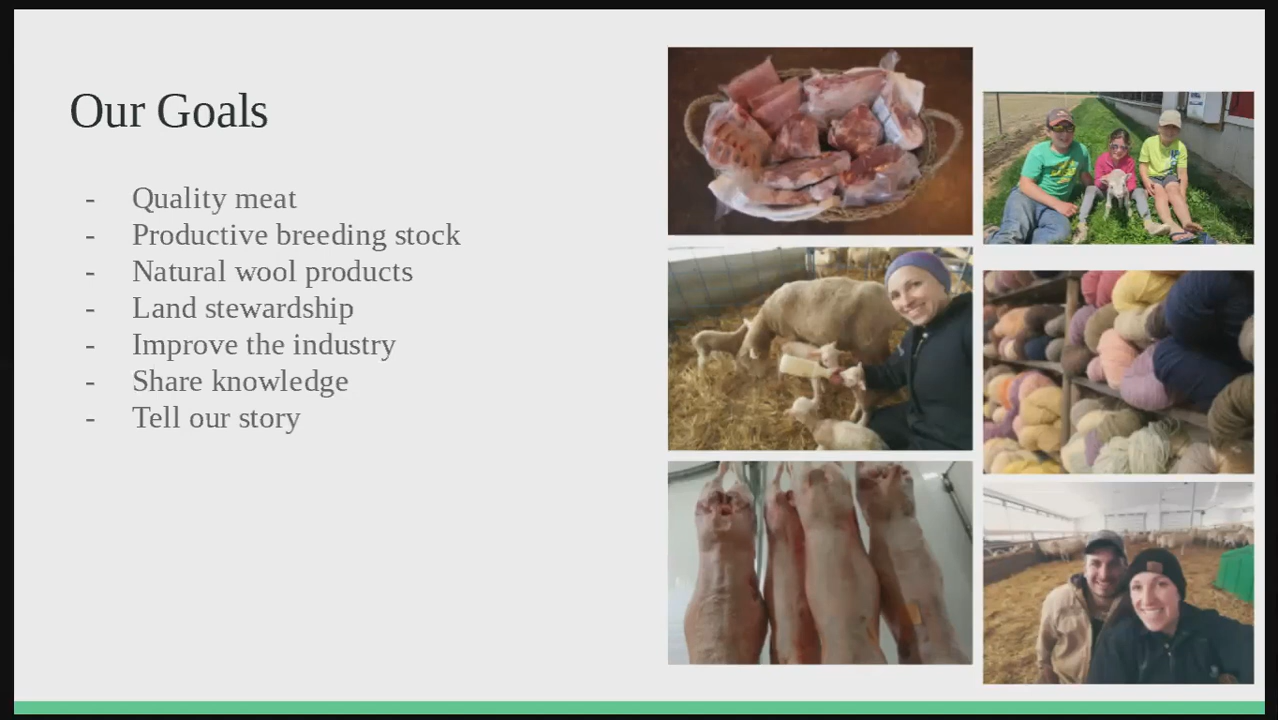 Our Goals
- Quality meat
- Productive breeding stock
- Natural wool products
- Land stewardship
- Improve the industry
- Share knowledge
- Tell our story